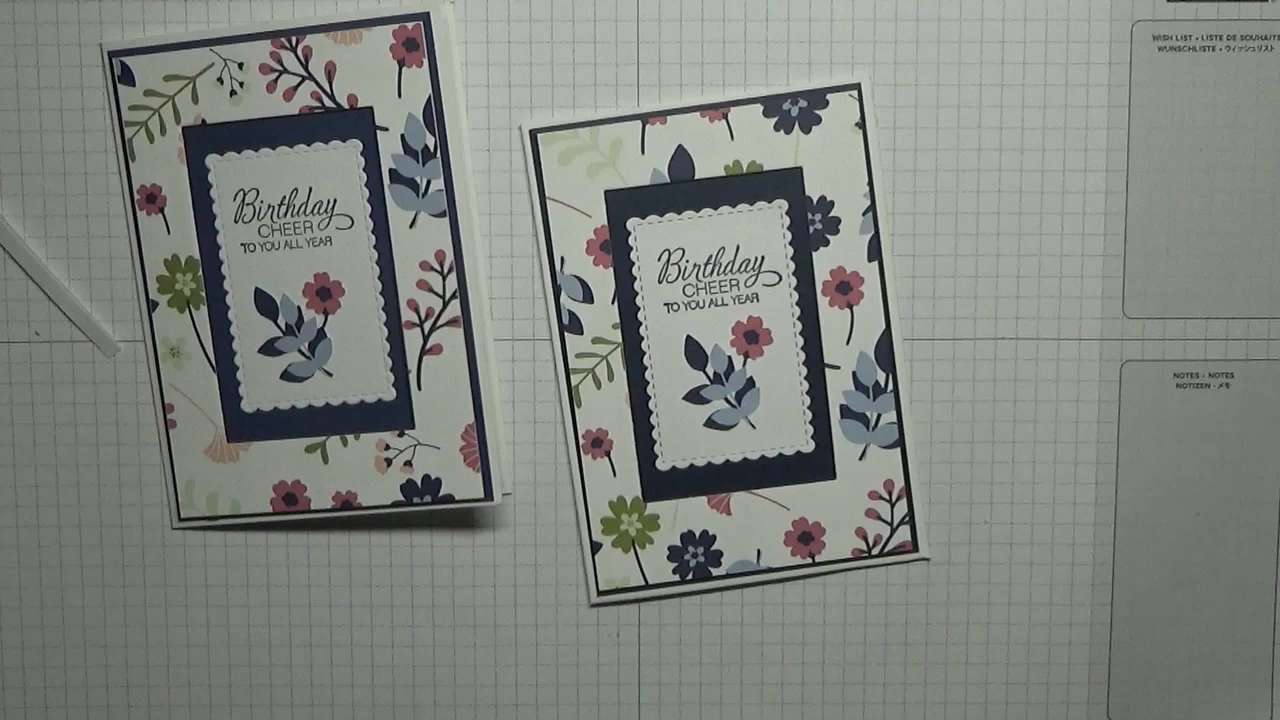 Birthday
CHEER
TO YOU ALL YEAR
Birthday
CHEER
TO YOU ALL YEAR
WISH LIST • LISTE DE SOUHAITS
WUNSCHLISTE • ウィッシュリスト
NOTES • NOTES
NOTIZEN • メモ